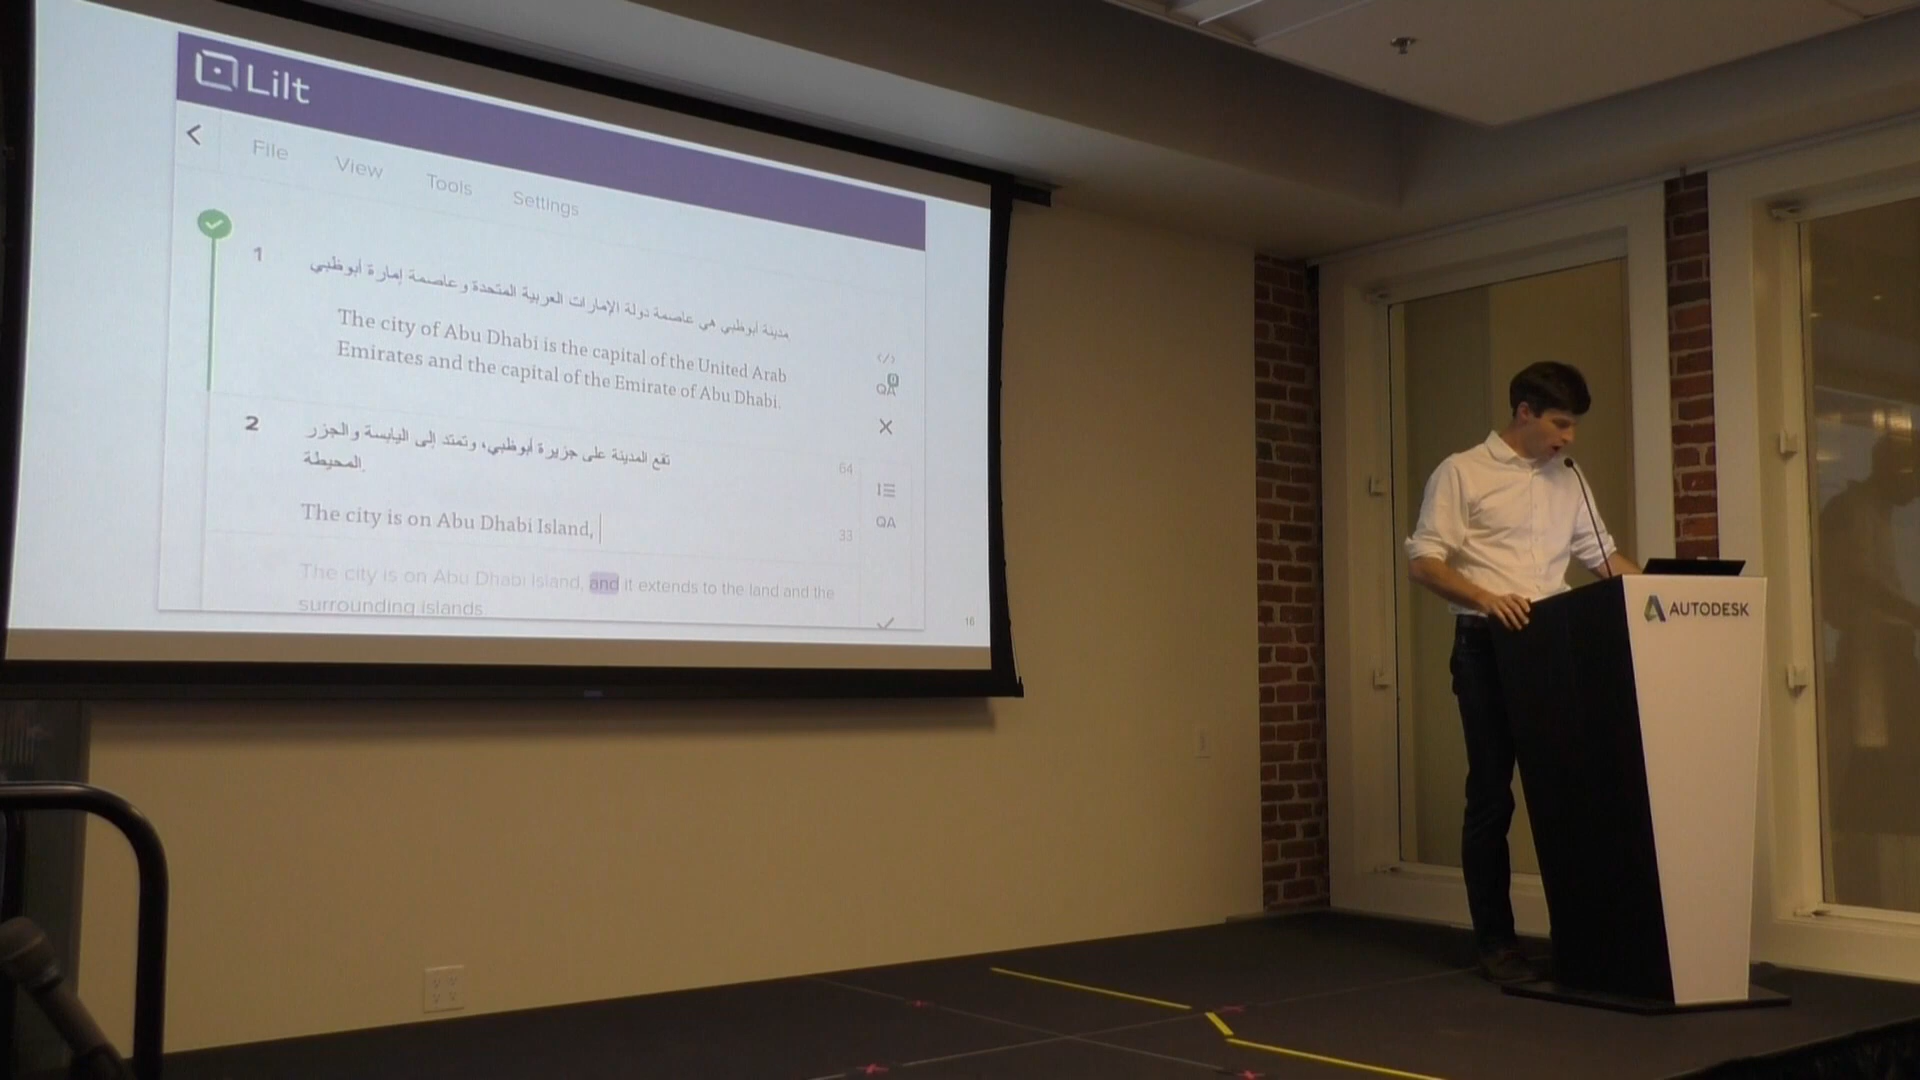 Lilt
File View Tools Settings
1
مدينة أبوظبي هي عاصمة دولة الإمارات العربية المتحدة وعاصمة إمارة أبوظبي
The city of Abu Dhabi is the capital of the United Arab
Emirates and the capital of the Emirate of Abu Dhabi.
</>
QA
2
تقع المدينة على جزيرة أبوظبي، وتمتد إلى اليابسة والجزر
المحيطة.
64
The city is on Abu Dhabi Island,
33
QA
The city is on Abu Dhabi Island, and it extends to the land and the
surrounding islands
16
AUTODESK